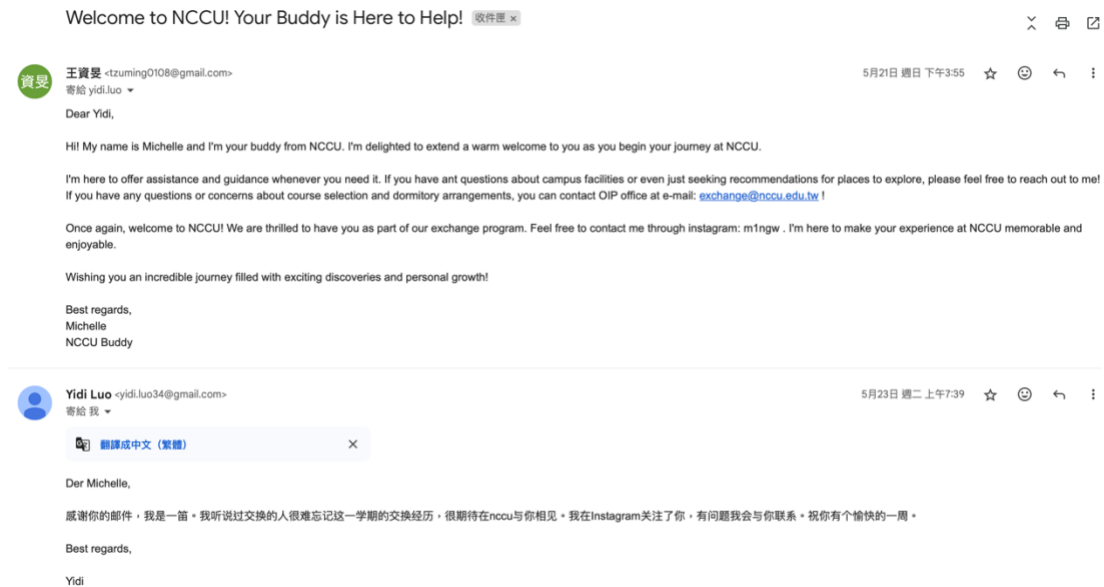 Welcome to NCCU! Your Buddy is Here to Help! 收件匣 ×
資旻
王資旻 <tzuming0108@gmail.com>
5月21日 週日 下午3:55
寄給 yidi.luo
Dear Yidi,
Hi! My name is Michelle and I'm your buddy from NCCU. I'm delighted to extend a warm welcome to you as you begin your journey at NCCU.
I'm here to offer assistance and guidance whenever you need it. If you have ant questions about campus facilities or even just seeking recommendations for places to explore, please feel free to reach out to me!
If you have any questions or concerns about course selection and dormitory arrangements, you can contact OIP office at e-mail: exchange@nccu.edu.tw !
Once again, welcome to NCCU! We are thrilled to have you as part of our exchange program. Feel free to contact me through instagram: m1ngw . I'm here to make your experience at NCCU memorable and
enjoyable.
Wishing you an incredible journey filled with exciting discoveries and personal growth!
Best regards,
Michelle
NCCU Buddy
Yidi Luo <yidi.luo34@gmail.com>
5月23日 週二 上午7:39
寄給 我
翻譯成中文（繁體）
Der Michelle,
感谢你的邮件，我是一笛。我听说过交换的人很难忘记这一学期的交换经历，很期待在nccu与你相见。我在Instagram关注了你，有问题我会与你联系。祝你有个愉快的一周。
Best regards,
Yidi